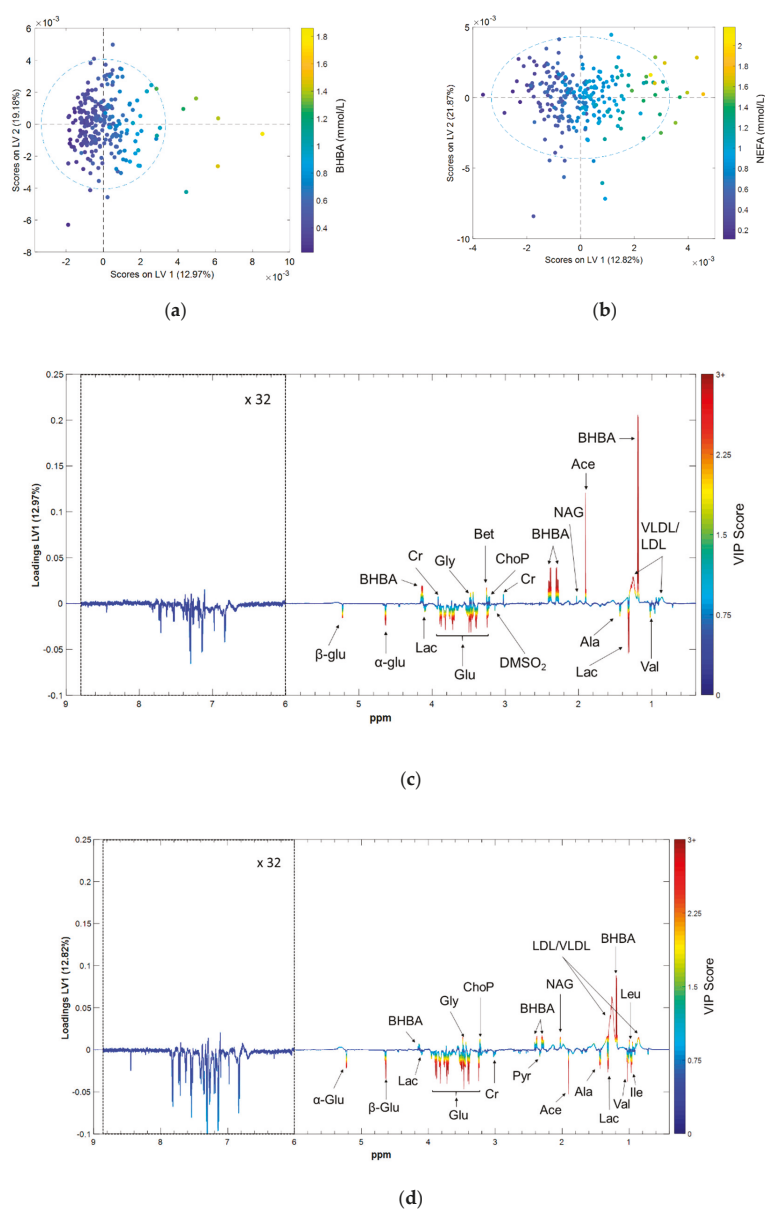 × 10⁻³
6
4
2
0
-2
-4
-6
-8
-2
0
2
4
6
8
10
× 10⁻³
Scores on LV 2 (19.18%)
Scores on LV 1 (12.97%)
1.8
1.6
1.4
1.2
1
0.8
0.6
0.4
BHBA (mmol/L)
(a)
× 10⁻³
5
0
-5
-10
-4
-2
0
2
4
× 10⁻³
Scores on LV 2 (21.87%)
Scores on LV 1 (12.82%)
2
1.8
1.6
1.4
1.2
1
0.8
0.6
0.4
0.2
NEFA (mmol/L)
(b)
0.25
0.2
0.15
0.1
0.05
0
-0.05
-0.1
Loadings LV1 (12.97%)
x 32
BHBA
Ace
NAG
VLDL/
LDL
Bet
BHBA
Cr
Gly
ChoP
BHBA
Cr
β-glu
α-glu
Lac
Glu
DMSO₂
Ala
Lac
Val
9
8
7
6
5
4
3
2
1
ppm
3+
2.25
1.5
0.75
0
VIP Score
(c)
0.25
0.2
0.15
0.1
0.05
0
-0.05
-0.1
Loadings LV1 (12.82%)
x 32
BHBA
LDL/VLDL
ChoP
NAG
Leu
Gly
BHBA
BHBA
Lac
Cr
Pyr
α-Glu
β-Glu
Glu
Ace
Ala
Lac
Val
Ile
9
8
7
6
5
4
3
2
1
ppm
3+
2.25
1.5
0.75
0
VIP Score
(d)